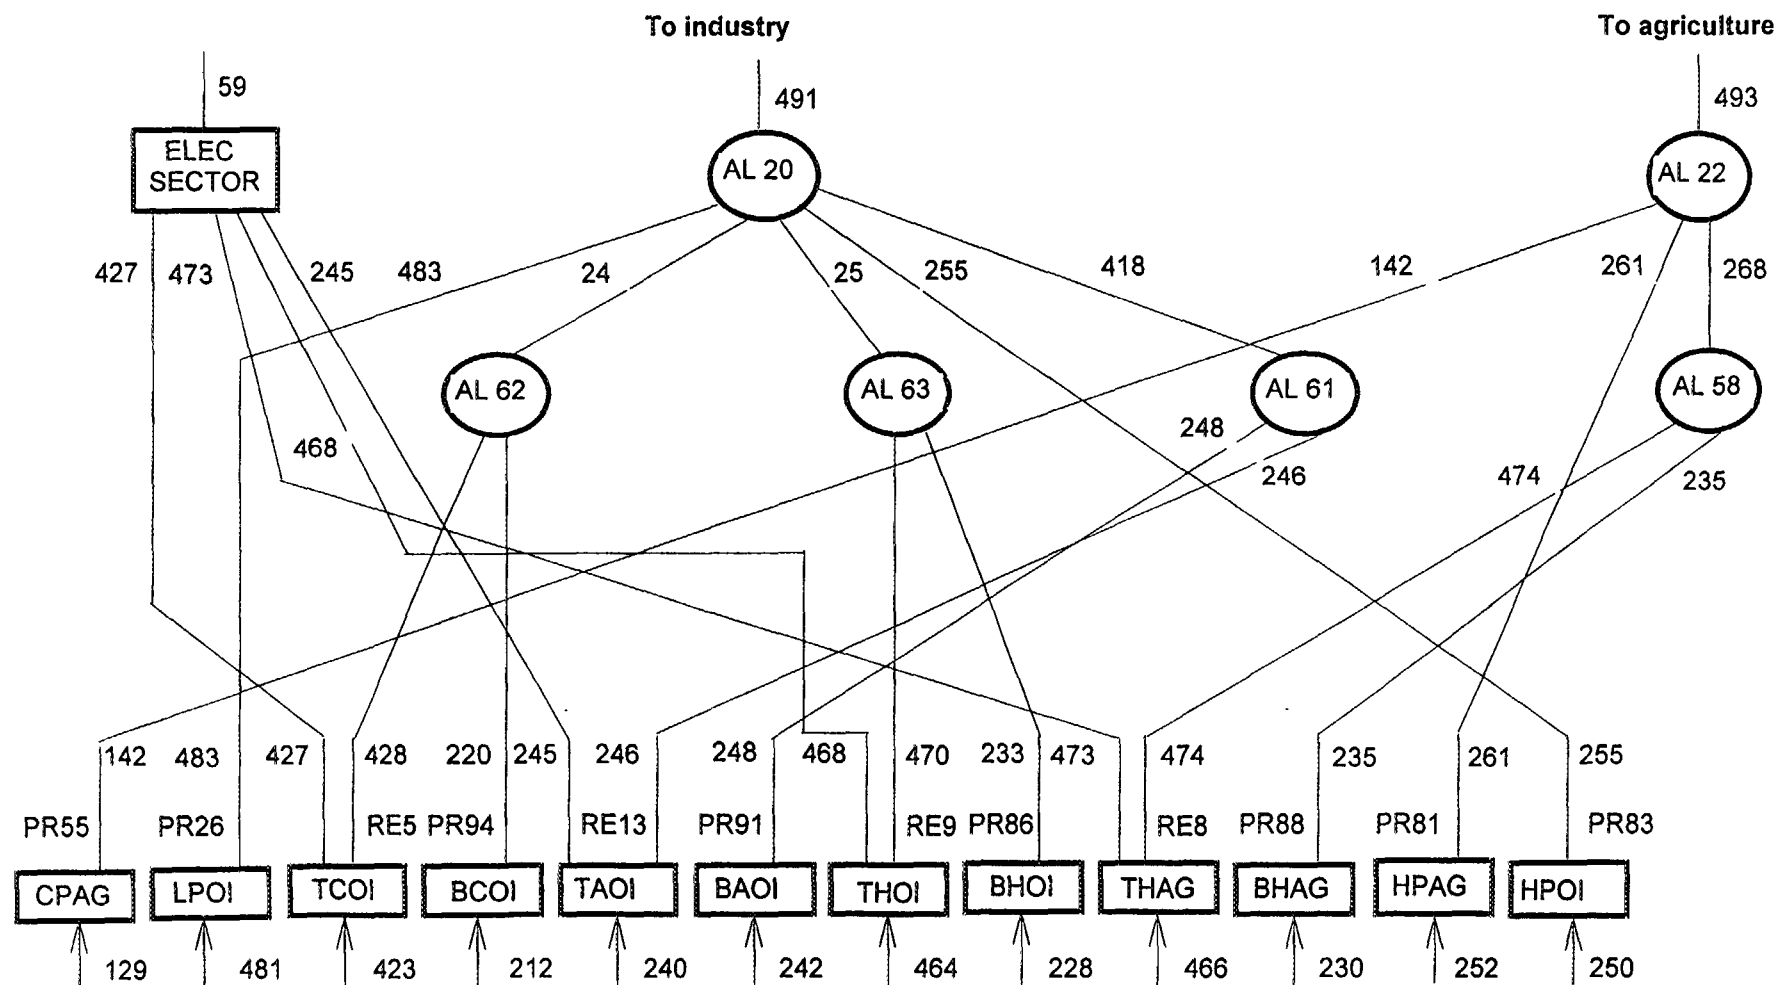 To industry
To agriculture
59
491
493
ELEC
SECTOR
AL 20
AL 22
427
473
245
483
24
25
255
418
142
261
268
AL 62
AL 63
AL 61
AL 58
468
248
246
474
235
142
483
427
428
220
245
246
248
468
470
233
473
474
235
261
255
PR55
PR26
RE5
PR94
RE13
PR91
RE9
PR86
RE8
PR88
PR81
PR83
CPAG
LPOI
TCOI
BCOI
TAOI
BAOI
THOI
BHOI
THAG
BHAG
HPAG
HPOI
129
481
423
212
240
242
464
228
466
230
252
250